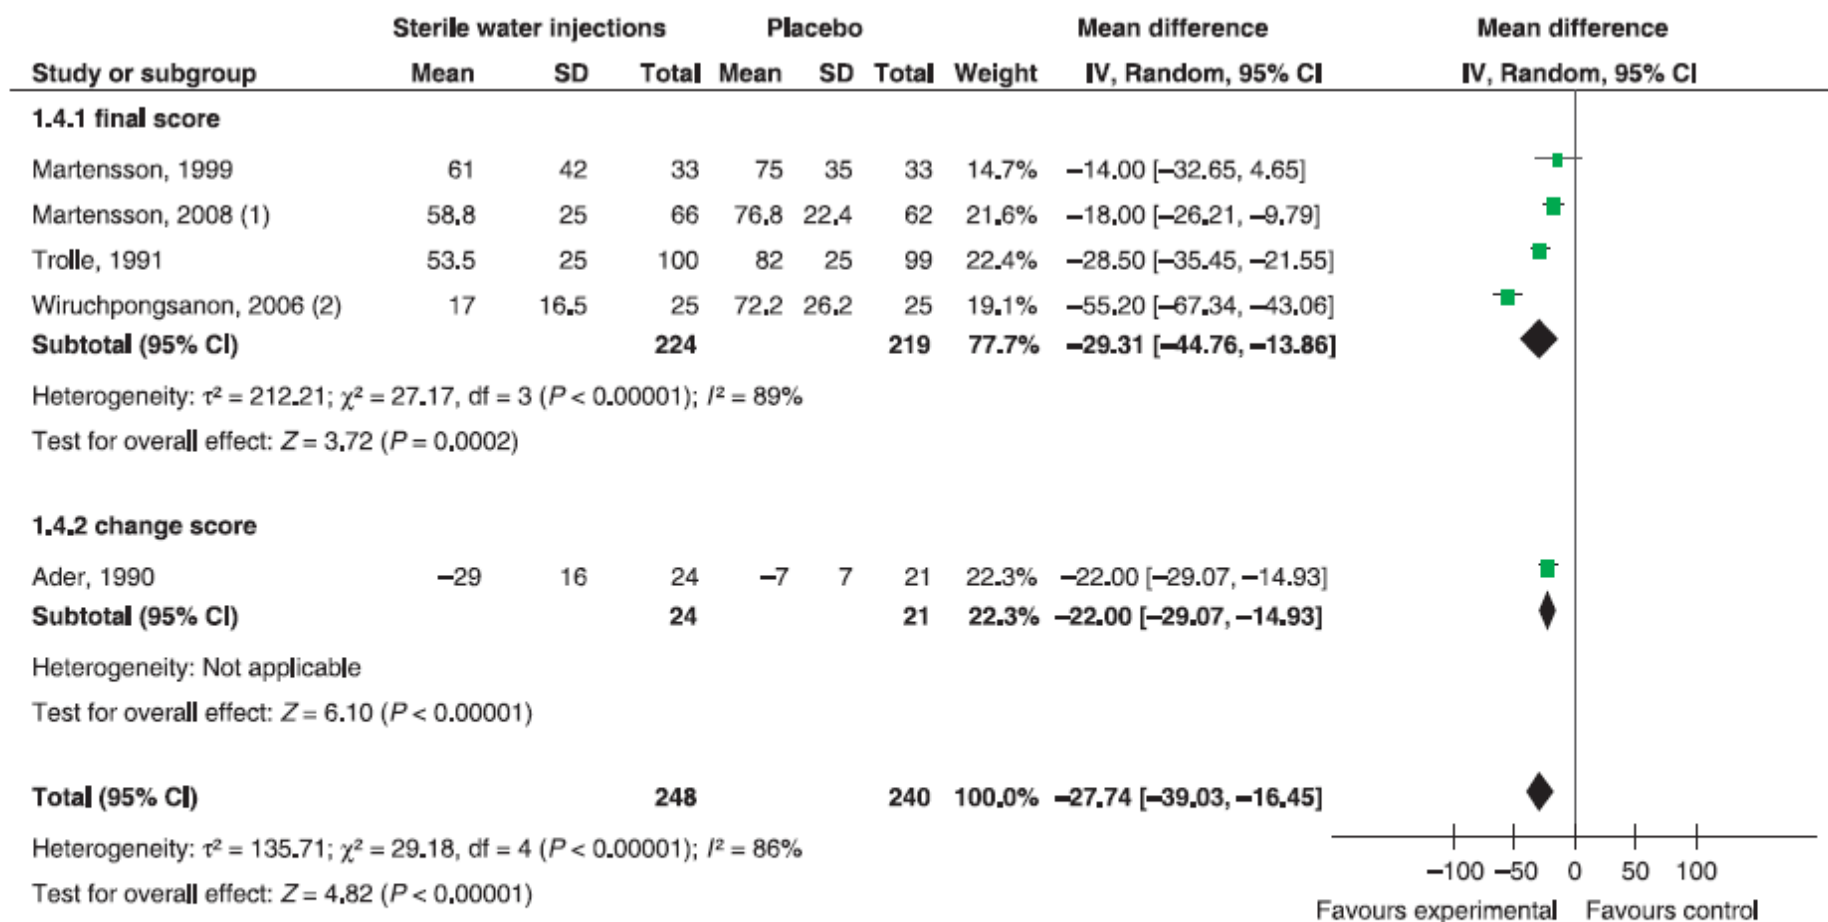 Sterile water injections Placebo Mean difference Mean difference
Study or subgroup Mean SD Total Mean SD Total Weight IV, Random, 95% CI IV, Random, 95% CI
1.4.1 final score
Martensson, 1999 61 42 33 75 35 33 14.7% −14.00 [−32.65, 4.65]
Martensson, 2008 (1) 58.8 25 66 76.8 22.4 62 21.6% −18.00 [−26.21, −9.79]
Trolle, 1991 53.5 25 100 82 25 99 22.4% −28.50 [−35.45, −21.55]
Wiruchpongsanon, 2006 (2) 17 16.5 25 72.2 26.2 25 19.1% −55.20 [−67.34, −43.06]
Subtotal (95% CI) 224 219 77.7% −29.31 [−44.76, −13.86]
Heterogeneity: τ² = 212.21; χ² = 27.17, df = 3 (P < 0.00001); I² = 89%
Test for overall effect: Z = 3.72 (P = 0.0002)
1.4.2 change score
Ader, 1990 −29 16 24 −7 7 21 22.3% −22.00 [−29.07, −14.93]
Subtotal (95% CI) 24 21 22.3% −22.00 [−29.07, −14.93]
Heterogeneity: Not applicable
Test for overall effect: Z = 6.10 (P < 0.00001)
Total (95% CI) 248 240 100.0% −27.74 [−39.03, −16.45]
Heterogeneity: τ² = 135.71; χ² = 29.18, df = 4 (P < 0.00001); I² = 86%
Test for overall effect: Z = 4.82 (P < 0.00001)
−100 −50 0 50 100
Favours experimental Favours control